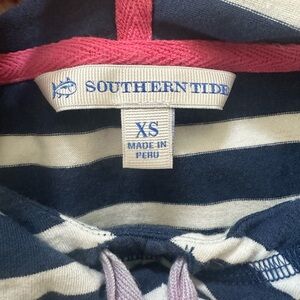 SOUTHERN TIDE
XS
MADE IN
PERU